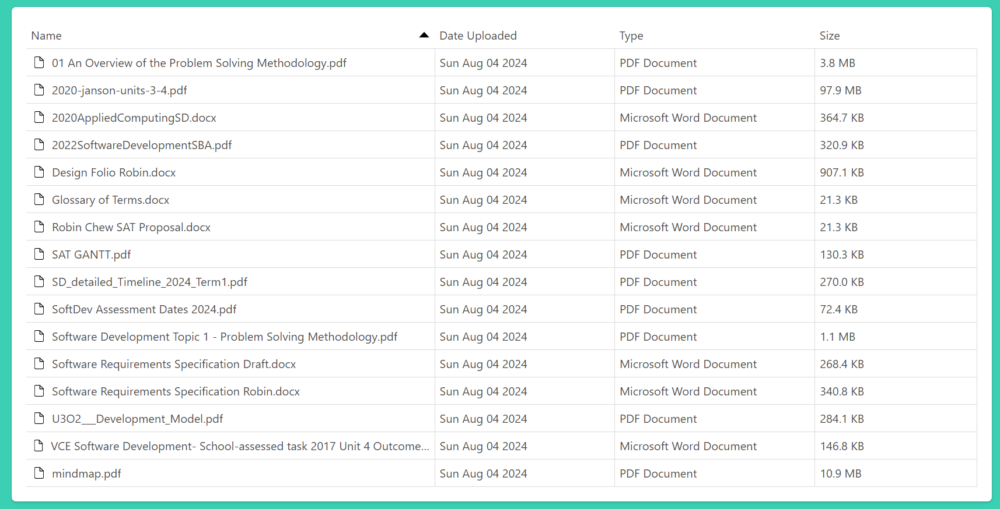 Name Date Uploaded Type Size
01 An Overview of the Problem Solving Methodology.pdf Sun Aug 04 2024 PDF Document 3.8 MB
2020-janson-units-3-4.pdf Sun Aug 04 2024 PDF Document 97.9 MB
2020AppliedComputingSD.docx Sun Aug 04 2024 Microsoft Word Document 364.7 KB
2022SoftwareDevelopmentSBA.pdf Sun Aug 04 2024 PDF Document 320.9 KB
Design Folio Robin.docx Sun Aug 04 2024 Microsoft Word Document 907.1 KB
Glossary of Terms.docx Sun Aug 04 2024 Microsoft Word Document 21.3 KB
Robin Chew SAT Proposal.docx Sun Aug 04 2024 Microsoft Word Document 21.3 KB
SAT GANTT.pdf Sun Aug 04 2024 PDF Document 130.3 KB
SD_detailed_Timeline_2024_Term1.pdf Sun Aug 04 2024 PDF Document 270.0 KB
SoftDev Assessment Dates 2024.pdf Sun Aug 04 2024 PDF Document 72.4 KB
Software Development Topic 1 - Problem Solving Methodology.pdf Sun Aug 04 2024 PDF Document 1.1 MB
Software Requirements Specification Draft.docx Sun Aug 04 2024 Microsoft Word Document 268.4 KB
Software Requirements Specification Robin.docx Sun Aug 04 2024 Microsoft Word Document 340.8 KB
U3O2___Development_Model.pdf Sun Aug 04 2024 PDF Document 284.1 KB
VCE Software Development- School-assessed task 2017 Unit 4 Outcome... Sun Aug 04 2024 Microsoft Word Document 146.8 KB
mindmap.pdf Sun Aug 04 2024 PDF Document 10.9 MB